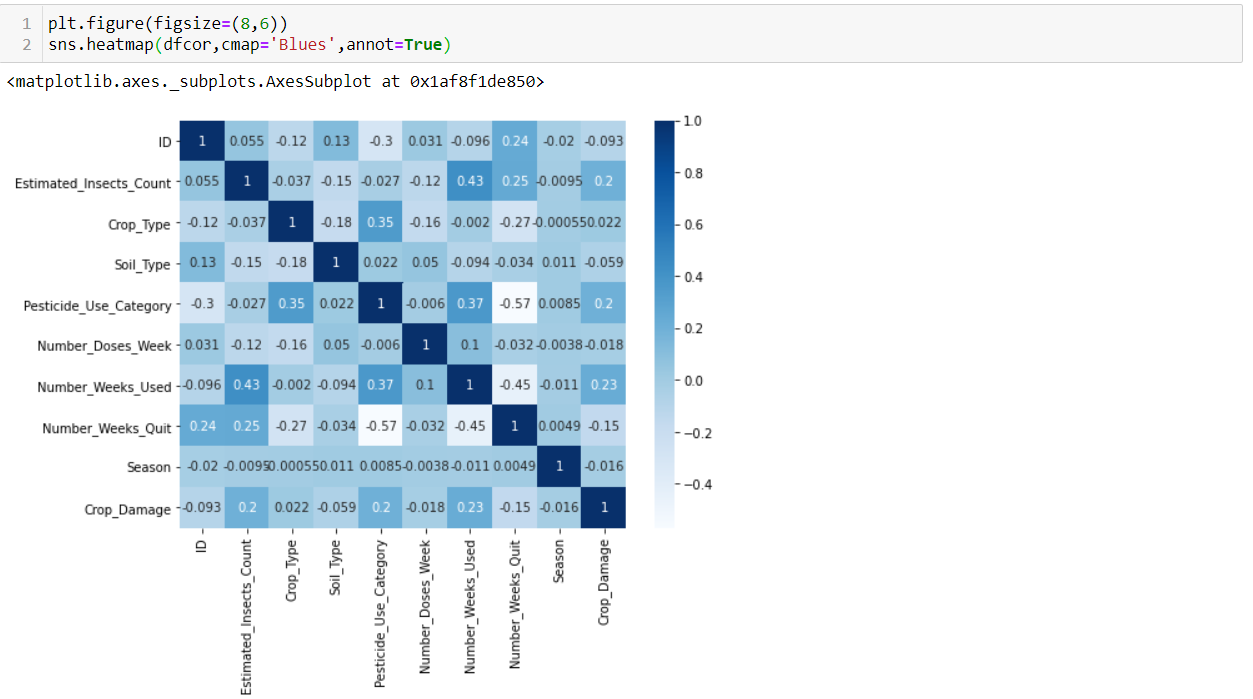 1 plt.figure(figsize=(8,6))
2 sns.heatmap(dfcor,cmap='Blues',annot=True)
<matplotlib.axes._subplots.AxesSubplot at 0x1af8f1de850>
ID 1 0.055 -0.12 0.13 -0.3 0.031 -0.096 0.24 -0.02 -0.093
Estimated_Insects_Count 0.055 1 -0.037 -0.15 -0.027 -0.12 0.43 0.25 -0.0095 0.2
Crop_Type -0.12 -0.037 1 -0.18 0.35 -0.16 -0.002 -0.27 -0.00055 0.022
Soil_Type 0.13 -0.15 -0.18 1 0.022 0.05 -0.094 -0.034 0.011 -0.059
Pesticide_Use_Category -0.3 -0.027 0.35 0.022 1 -0.006 0.37 -0.57 0.0085 0.2
Number_Doses_Week 0.031 -0.12 -0.16 0.05 -0.006 1 0.1 -0.032 -0.0038 -0.018
Number_Weeks_Used -0.096 0.43 -0.002 -0.094 0.37 0.1 1 -0.45 -0.011 0.23
Number_Weeks_Quit 0.24 0.25 -0.27 -0.034 -0.57 -0.032 -0.45 1 0.0049 -0.15
Season -0.02 -0.0095 -0.00055 0.011 0.0085 -0.0038 -0.011 0.0049 1 -0.016
Crop_Damage -0.093 0.2 0.022 -0.059 0.2 -0.018 0.23 -0.15 -0.016 1
ID
Estimated_Insects_Count
Crop_Type
Soil_Type
Pesticide_Use_Category
Number_Doses_Week
Number_Weeks_Used
Number_Weeks_Quit
Season
Crop_Damage
1.0
0.8
0.6
0.4
0.2
0.0
−0.2
−0.4